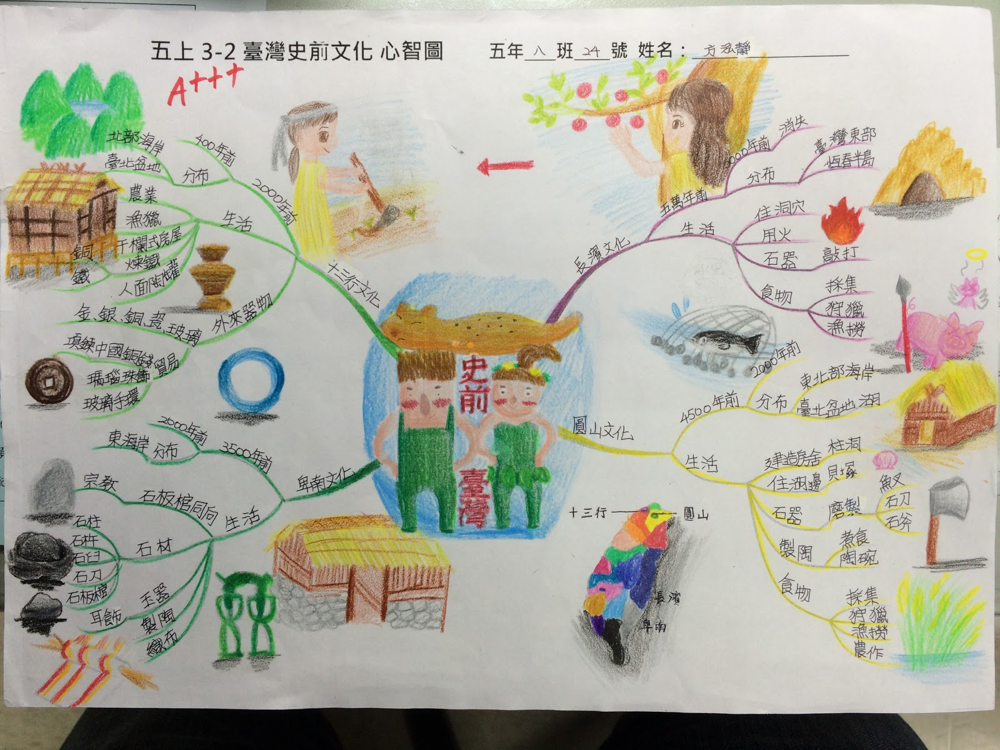 五上 3-2 臺灣史前文化 心智圖
五年八班24號 姓名：方泓靜
A+++
史前
臺灣
長濱文化
五萬年前
000年前
消失
分布
臺灣東部
恆春半島
生活
住洞穴
用火
石器
敲打
食物
採集
狩獵
漁撈
圓山文化
4500年前
2000年前
分布
東北部海岸
臺北盆地 湖
生活
建造房舍
柱洞
住湖邊
貝塚
石器
磨製
魚叉
石刀
石斧
製陶
煮食
陶碗
食物
採集
狩獵
漁撈
農作
十三行
圓山
長濱
卑南
卑南文化
3500年前
2000年前
分布
東海岸
生活
宗教
石板棺同向
石材
石柱
石杵
石臼
石刀
石板棺
玉器
耳飾
製陶
織布
十三行文化
2000年前
400年前
分布
北部海岸
臺北盆地
生活
農業
漁獵
干欄式房屋
煉鐵
銅
鐵
人面陶罐
外來器物
金、銀、銅、瓷、玻璃
貿易
項鍊中國銅錢
瑪瑙珠飾
玻璃手環